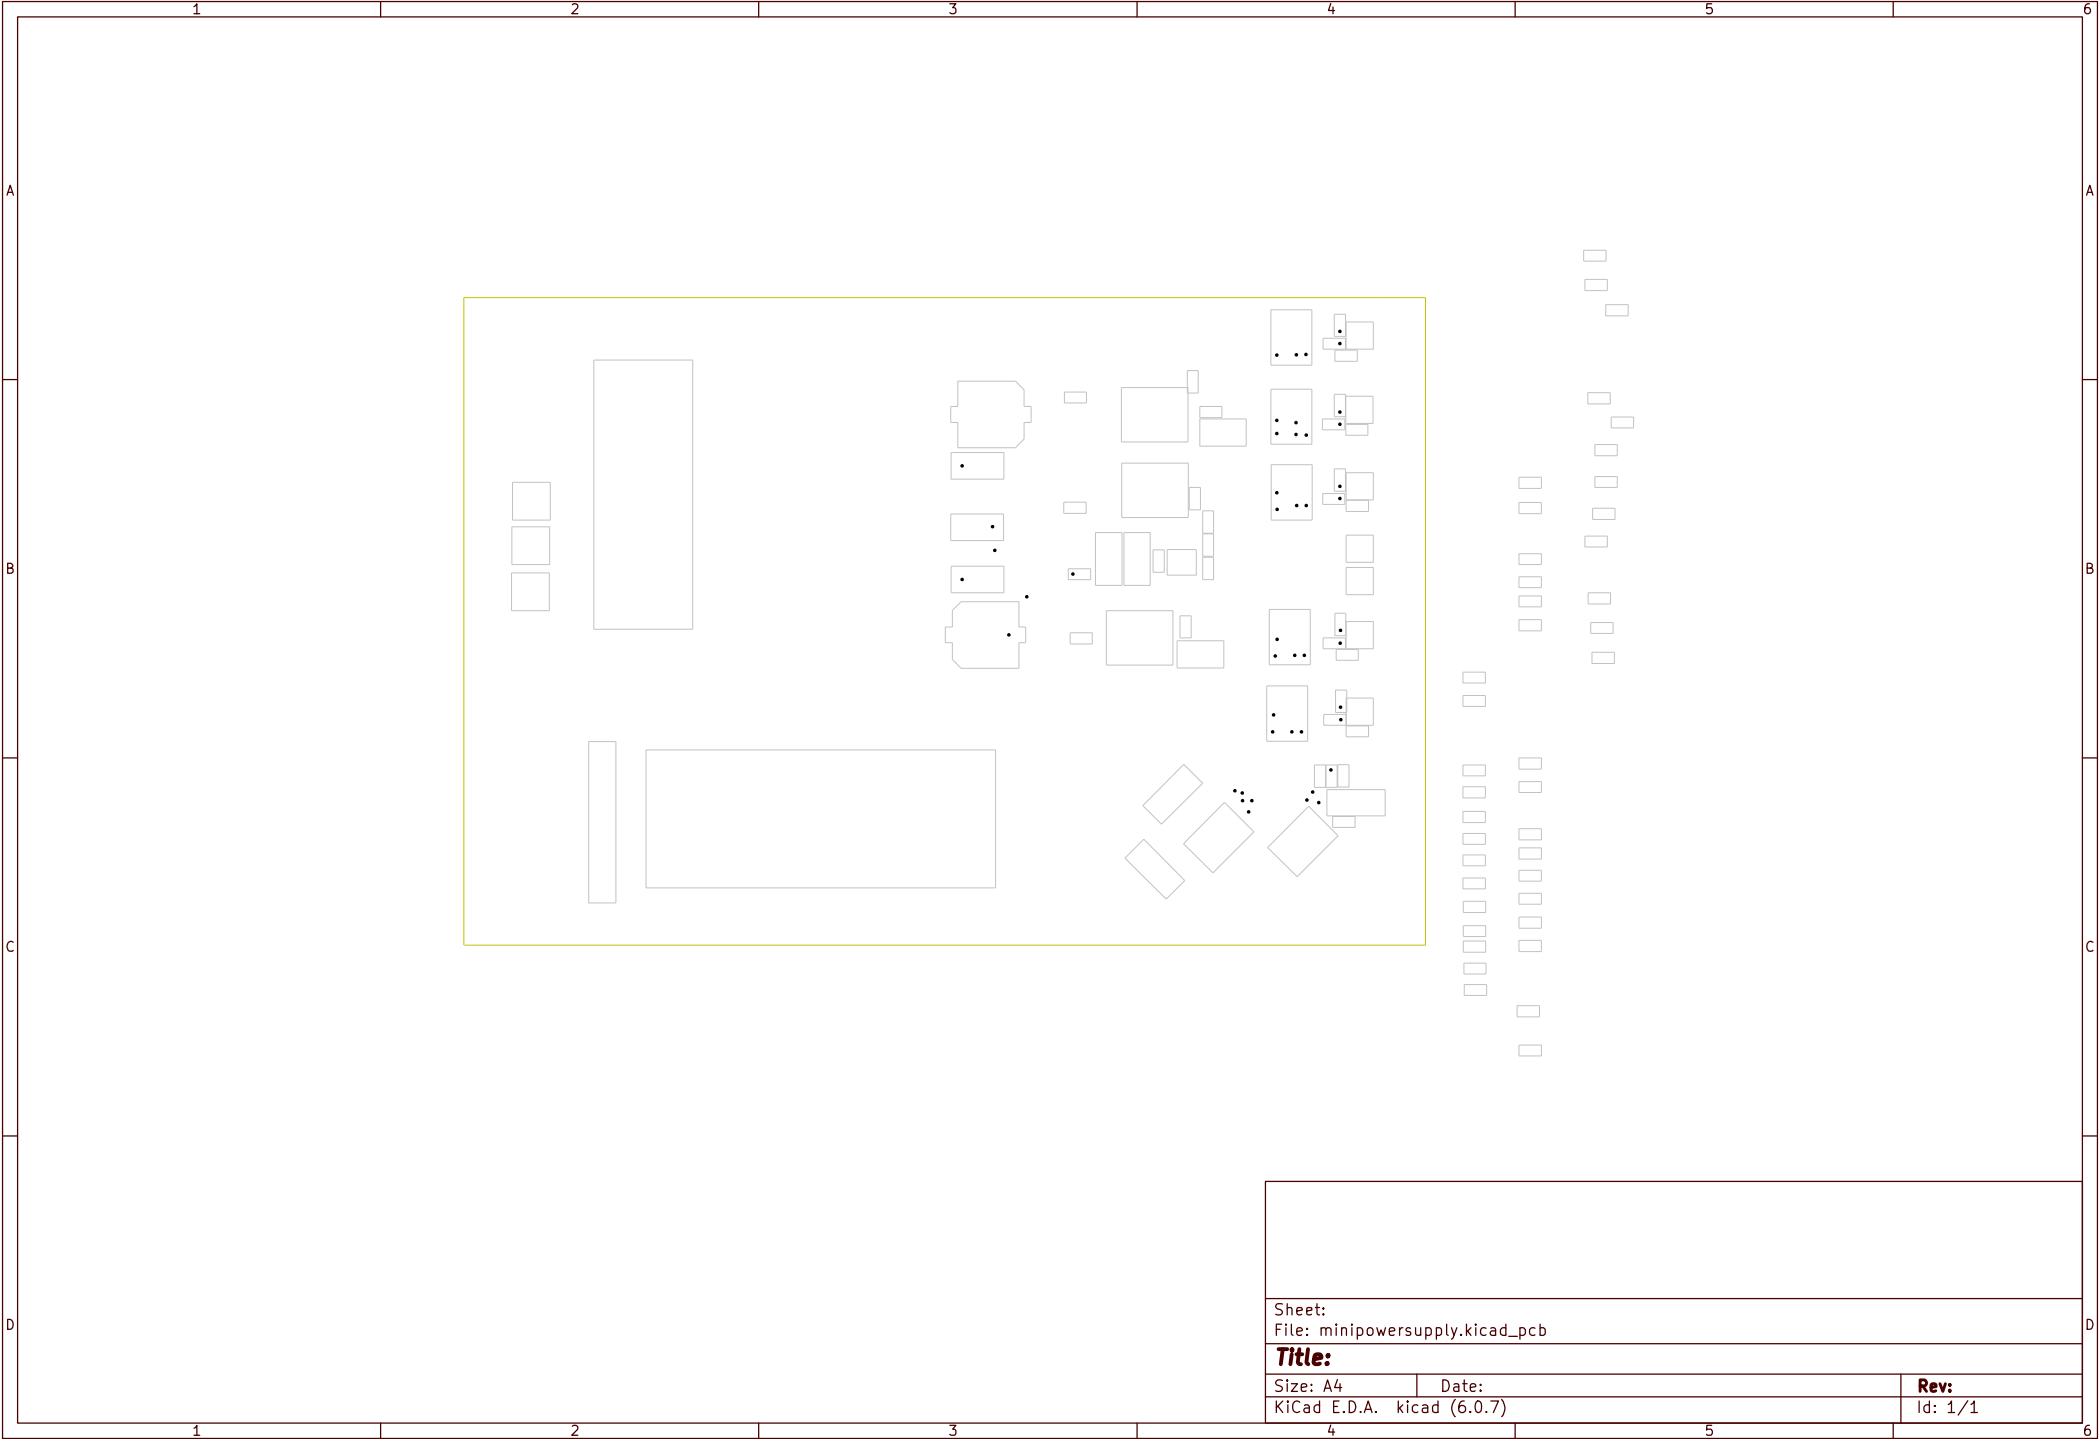 1 2 3 4 5 6
A A
B B
C C
Sheet:
File: minipowersupply.kicad_pcb
D D
Title:
Size: A4 Date: Rev:
KiCad E.D.A. kicad (6.0.7) Id: 1/1
1 2 3 4 5 6